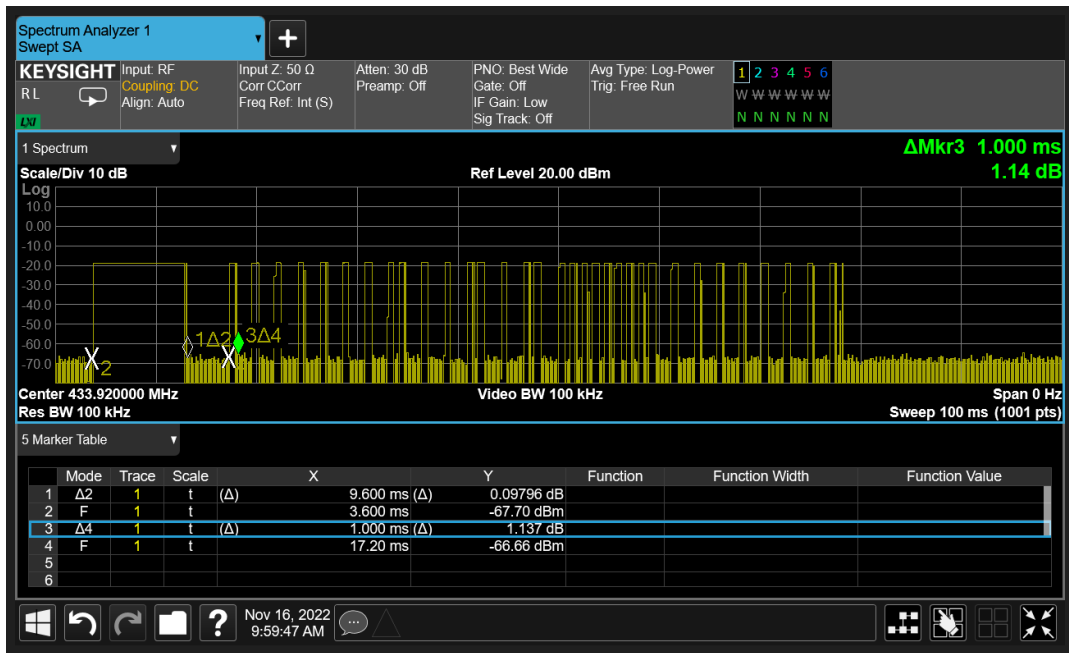 Spectrum Analyzer 1
Swept SA
KEYSIGHT
R L
LXI
Input: RF
Coupling: DC
Align: Auto
Input Z: 50 Ω
Corr CCorr
Freq Ref: Int (S)
Atten: 30 dB
Preamp: Off
PNO: Best Wide
Gate: Off
IF Gain: Low
Sig Track: Off
Avg Type: Log-Power
Trig: Free Run
1 2 3 4 5 6
W W W W W W
N N N N N N
1 Spectrum
ΔMkr3 1.000 ms
1.14 dB
Scale/Div 10 dB
Ref Level 20.00 dBm
Log
10.0
0.00
-10.0
-20.0
-30.0
-40.0
-50.0
-60.0
-70.0
1Δ2
3Δ4
2
Center 433.920000 MHz
Video BW 100 kHz
Span 0 Hz
Res BW 100 kHz
Sweep 100 ms (1001 pts)
5 Marker Table
Mode Trace Scale X Y Function Function Width Function Value
1 Δ2 1 t (Δ) 9.600 ms (Δ) 0.09796 dB
2 F 1 t 3.600 ms -67.70 dBm
3 Δ4 1 t (Δ) 1.000 ms (Δ) 1.137 dB
4 F 1 t 17.20 ms -66.66 dBm
5
6
?
Nov 16, 2022
9:59:47 AM